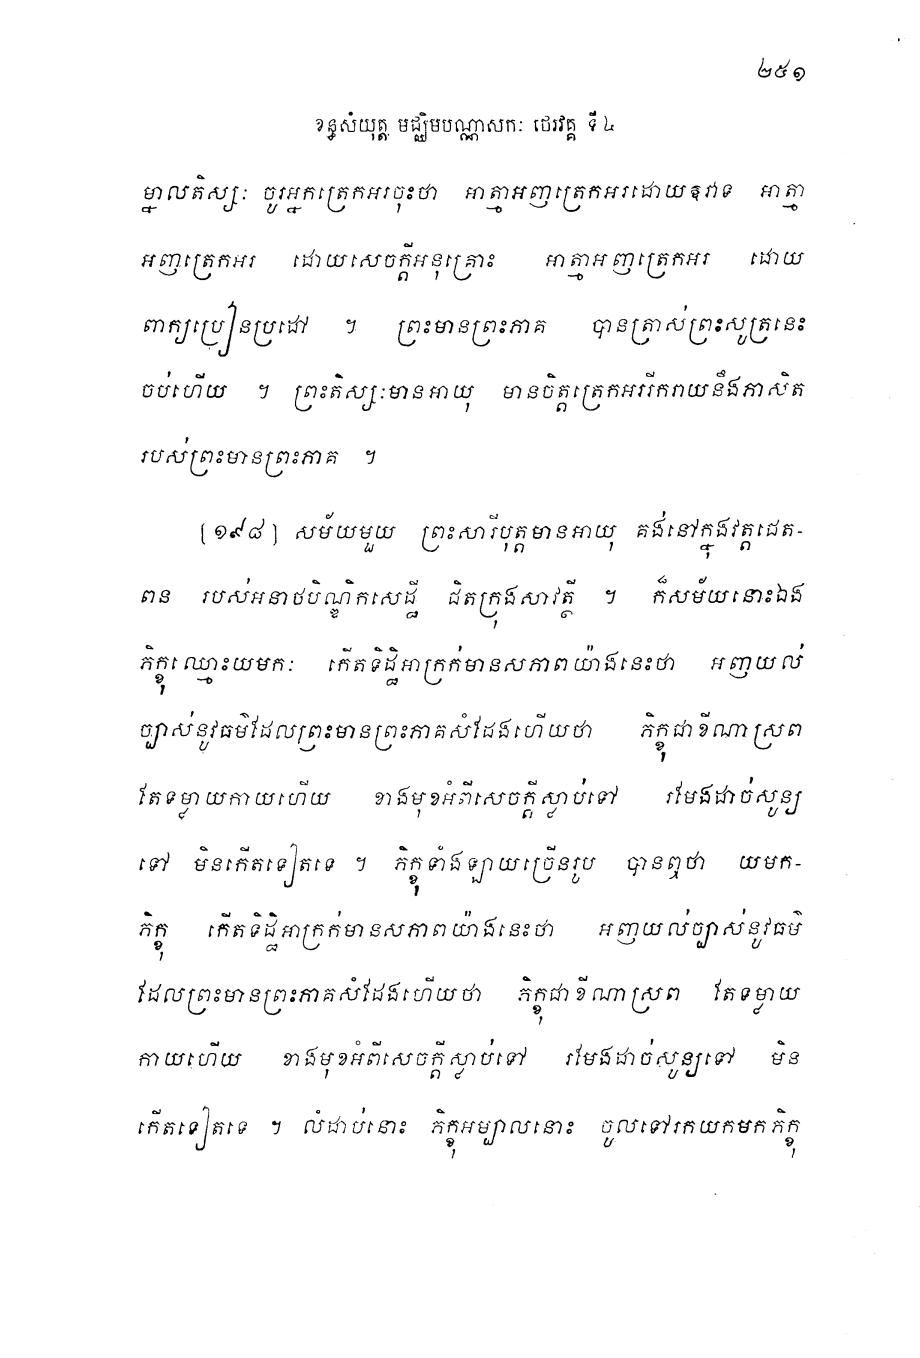 ២៥១
ខន្ធសំយុត្ត មជ្ឈិមបណ្ណាសកៈ ថេរវគ្គ ទី៤
ម្នាលតិស្សៈ ចូរអ្នកត្រេកអរចុះថា អាត្មាអញត្រេកអរដោយឱវាទ អាត្មា
អញត្រេកអរ ដោយសេចក្តីអនុគ្រោះ អាត្មាអញត្រេកអរ ដោយ
ពាក្យប្រៀនប្រដៅ ។ ព្រះមានព្រះភាគ បានត្រាស់ព្រះសូត្រនេះ
ចប់ហើយ ។ ព្រះតិស្សៈមានអាយុ មានចិត្តត្រេកអររីករាយនឹងភាសិត
របស់ព្រះមានព្រះភាគ ។
[១៩៨] សម័យមួយ ព្រះសារីបុត្តមានអាយុ គង់នៅក្នុងវត្តជេត-
ពន របស់អនាថបិណ្ឌិកសេដ្ឋី ជិតក្រុងសាវត្ថី ។ ក៏សម័យនោះឯង
ភិក្ខុឈ្មោះយមកៈ កើតទិដ្ឋិអាក្រក់មានសភាពយ៉ាងនេះថា អញយល់
ច្បាស់នូវធម៌ដែលព្រះមានព្រះភាគសំដែងហើយថា ភិក្ខុជាខីណាស្រព
តែទម្លាយកាយហើយ ខាងមុខអំពីសេចក្តីស្លាប់ទៅ រមែងដាច់សូន្យ
ទៅ មិនកើតទៀតទេ ។ ភិក្ខុទាំងឡាយច្រើនរូប បានឮថា យមក-
ភិក្ខុ កើតទិដ្ឋិអាក្រក់មានសភាពយ៉ាងនេះថា អញយល់ច្បាស់នូវធម៌
ដែលព្រះមានព្រះភាគសំដែងហើយថា ភិក្ខុជាខីណាស្រព តែទម្លាយ
កាយហើយ ខាងមុខអំពីសេចក្តីស្លាប់ទៅ រមែងដាច់សូន្យទៅ មិន
កើតទៀតទេ ។ លំដាប់នោះ ភិក្ខុអម្បាលនោះ ចូលទៅរកយកមកភិក្ខុ